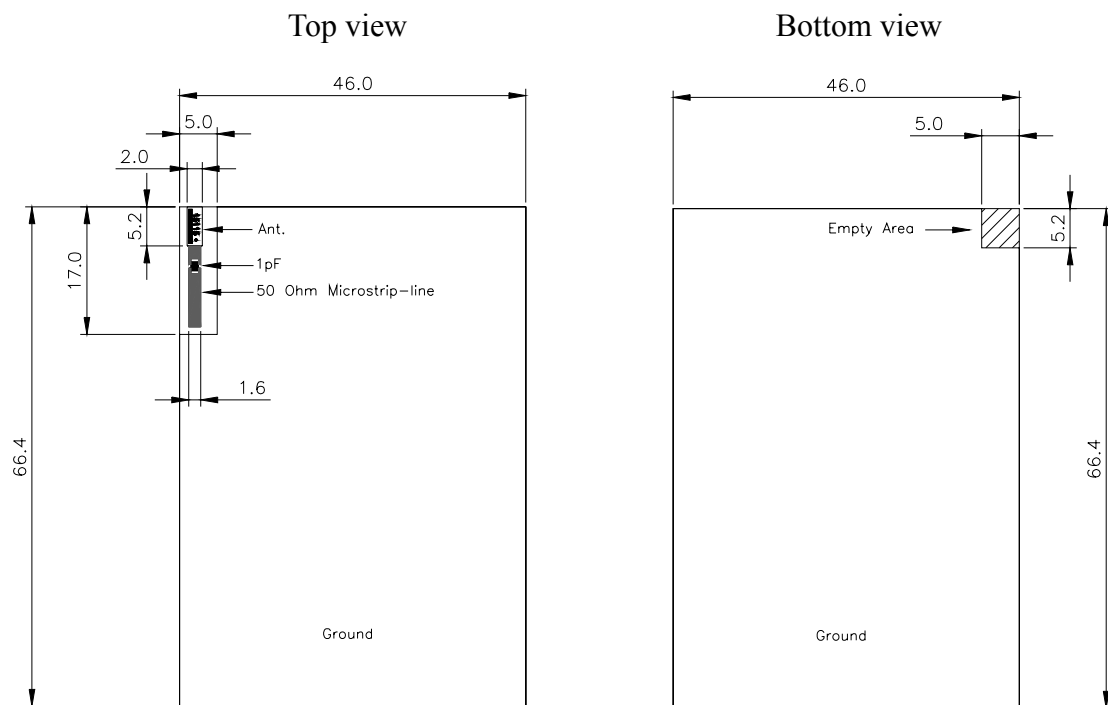 Top view
Bottom view
46.0
46.0
5.0
5.0
2.0
5.2
Ant.
Empty Area
5.2
17.0
1pF
50 Ohm Microstrip-line
1.6
66.4
66.4
Ground
Ground